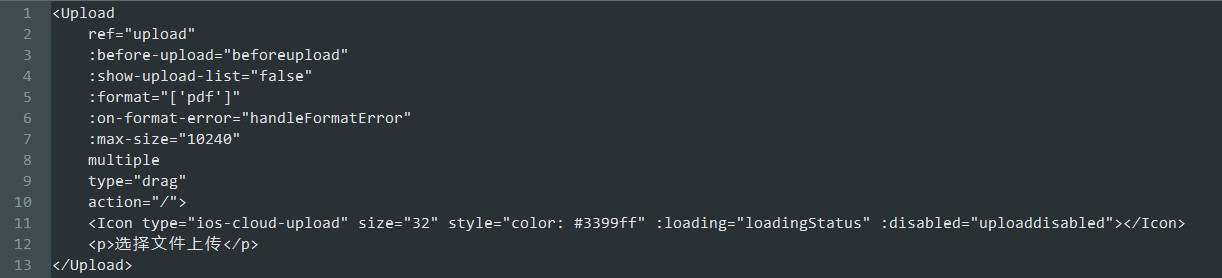 1 <Upload
2 ref="upload"
3 :before-upload="beforeupload"
4 :show-upload-list="false"
5 :format="['pdf']"
6 :on-format-error="handleFormatError"
7 :max-size="10240"
8 multiple
9 type="drag"
10 action="/">
11 <Icon type="ios-cloud-upload" size="32" style="color: #3399ff" :loading="loadingStatus" :disabled="uploaddisabled"></Icon>
12 <p>选择文件上传</p>
13 </Upload>